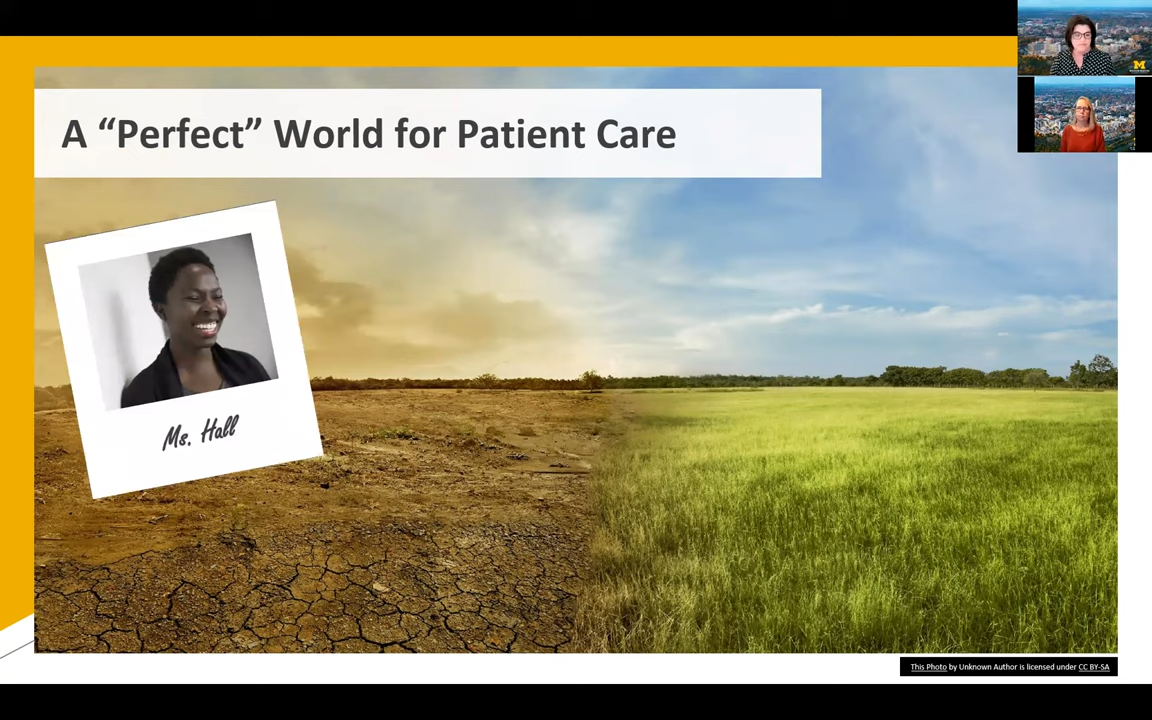 A “Perfect” World for Patient Care
M
Ms. Hall
This Photo by Unknown Author is licensed under CC BY-SA